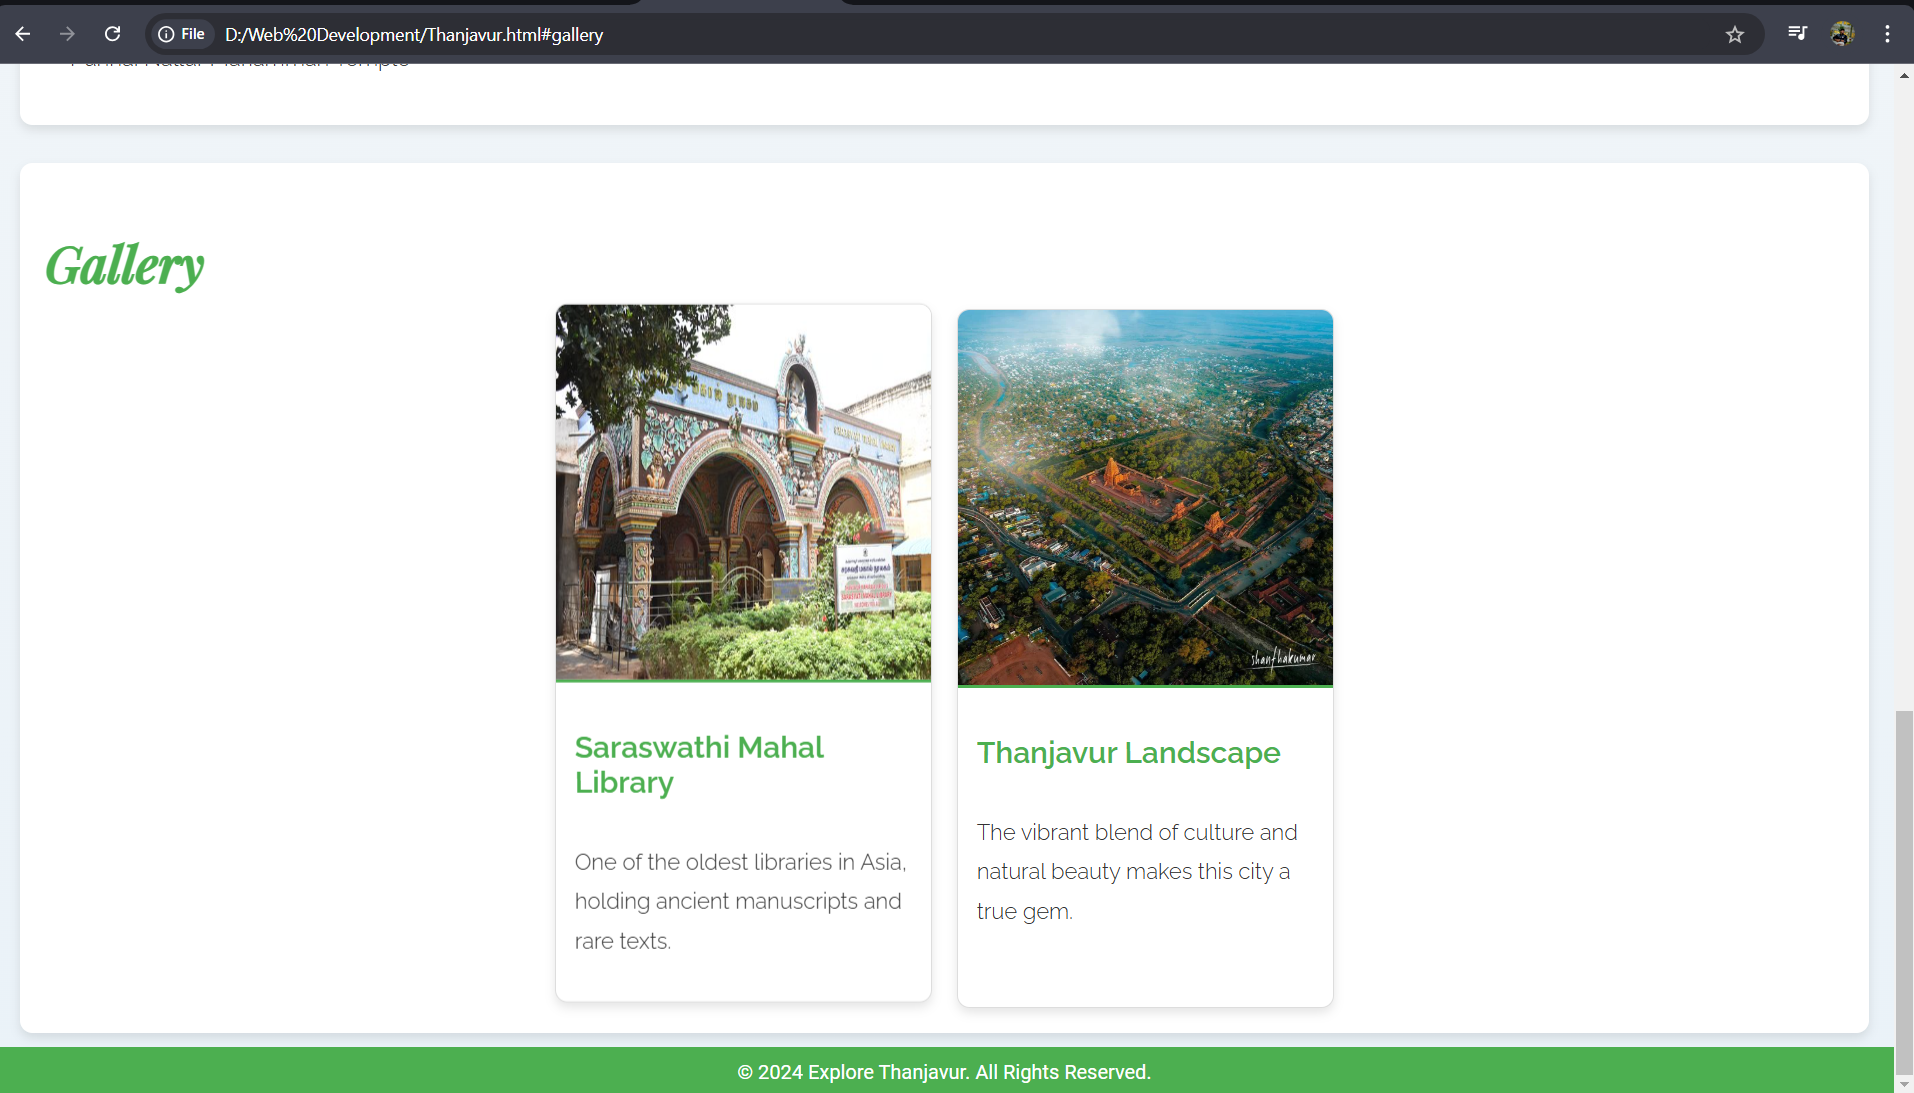 File D:/Web%20Development/Thanjavur.html#gallery
Gallery
shanthakumar
Saraswathi Mahal
Library
One of the oldest libraries in Asia,
holding ancient manuscripts and
rare texts.
Thanjavur Landscape
The vibrant blend of culture and
natural beauty makes this city a
true gem.
© 2024 Explore Thanjavur. All Rights Reserved.